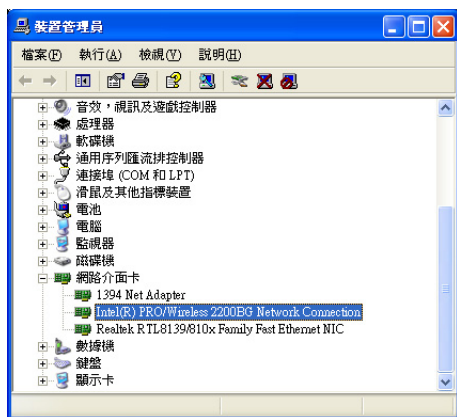 裝置管理員
檔案(F) 執行(A) 檢視(V) 説明(H)
音效，視訊及遊戲控制器
處理器
軟碟機
通用序列匯流排控制器
連接埠 (COM 和 LPT)
滑鼠及其他指標裝置
電池
電腦
監視器
磁碟機
網路介面卡
1394 Net Adapter
Intel(R) PRO/Wireless 2200BG Network Connection
Realtek RTL8139/810x Family Fast Ethernet NIC
數據機
鍵盤
顯示卡